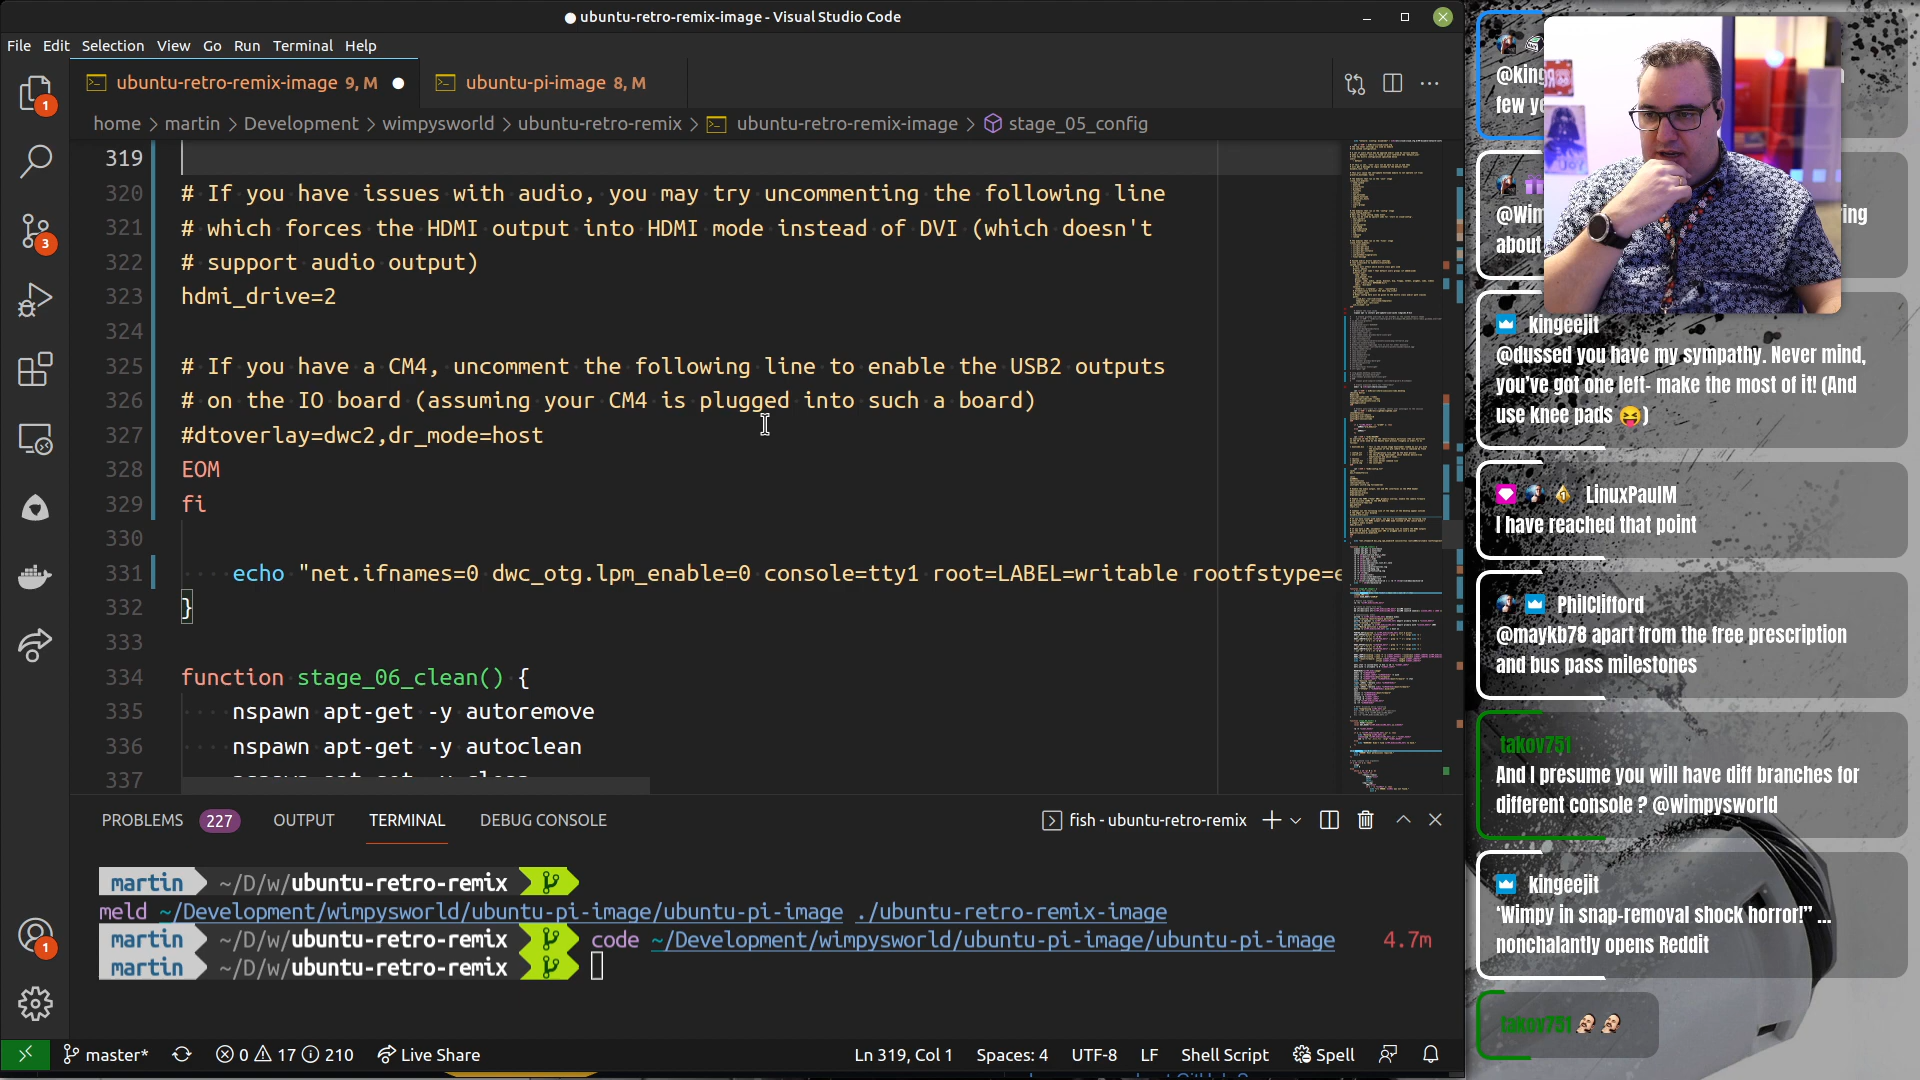 ubuntu-retro-remix-image - Visual Studio Code
File Edit Selection View Go Run Terminal Help
ubuntu-retro-remix-image 9, M
ubuntu-pi-image 8, M
home > martin > Development > wimpysworld > ubuntu-retro-remix > ubuntu-retro-remix-image > stage_05_config
319
320 # If you have issues with audio, you may try uncommenting the following line
321 # which forces the HDMI output into HDMI mode instead of DVI (which doesn't
322 # support audio output)
323 hdmi_drive=2
324
325 # If you have a CM4, uncomment the following line to enable the USB2 outputs
326 # on the IO board (assuming your CM4 is plugged into such a board)
327 #dtoverlay=dwc2,dr_mode=host
328 EOM
329 fi
330
331 echo "net.ifnames=0 dwc_otg.lpm_enable=0 console=tty1 root=LABEL=writable rootfstype=e
332 }
333
334 function stage_06_clean() {
335 nspawn apt-get -y autoremove
336 nspawn apt-get -y autoclean
337
PROBLEMS 227 OUTPUT TERMINAL DEBUG CONSOLE
fish - ubuntu-retro-remix
martin ~/D/w/ubuntu-retro-remix
meld ~/Development/wimpysworld/ubuntu-pi-image/ubuntu-pi-image ./ubuntu-retro-remix-image
martin ~/D/w/ubuntu-retro-remix code ~/Development/wimpysworld/ubuntu-pi-image/ubuntu-pi-image 4.7m
martin ~/D/w/ubuntu-retro-remix
1
3
1
master* 0 17 210 Live Share
Ln 319, Col 1 Spaces: 4 UTF-8 LF Shell Script Spell
@king
few
@Wim
ing
about
kingeejit
@dussed you have my sympathy. Never mind,
you've got one left- make the most of it! (And
use knee pads 😝)
LinuxPaulM
I have reached that point
PhilClifford
@maykb78 apart from the free prescription
and bus pass milestones
takov751
And I presume you will have diff branches for
different console ? @wimpysworld
kingeejit
‘Wimpy in snap-removal shock horror!” ...
nonchalantly opens Reddit
takov751